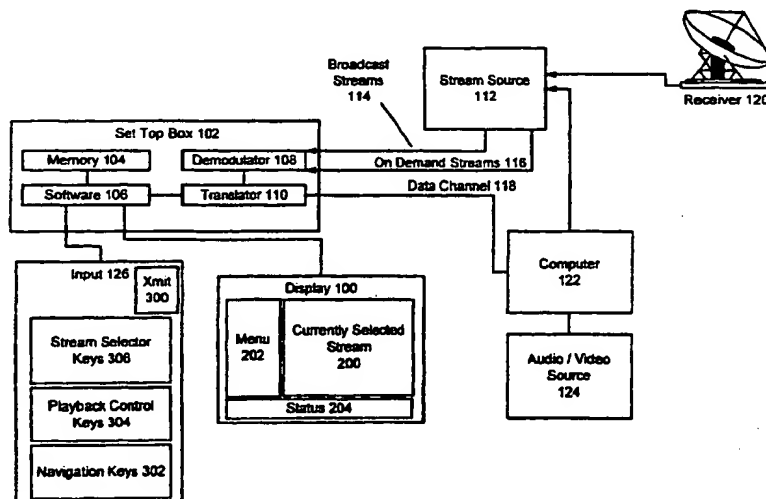 Broadcast
Streams
114
Stream Source
112
Receiver 120
Set Top Box 102
Memory 104
Demodulator 108
On Demand Streams 116
Software 106
Translator 110
Data Channel 118
Input 126
Xmit
300
Stream Selector
Keys 306
Playback Control
Keys 304
Navigation Keys 302
Display 100
Menu
202
Currently Selected
Stream
200
Status 204
Computer
122
Audio / Video
Source
124